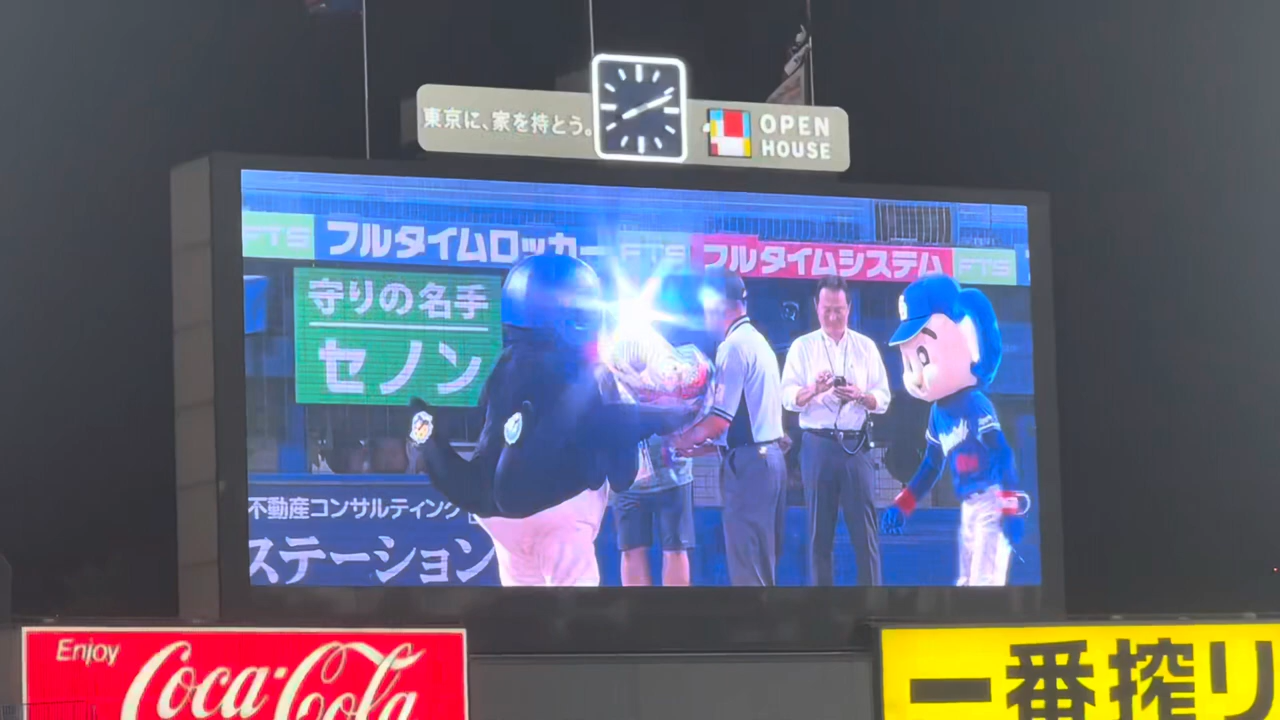 東京に、家を持とう。
OPEN
HOUSE
FTS フルタイムロッカー FTS フルタイムシステム FTS
守りの名手
セノン
不動産コンサルティング
ステーション
Enjoy
Coca-Cola
一番搾り